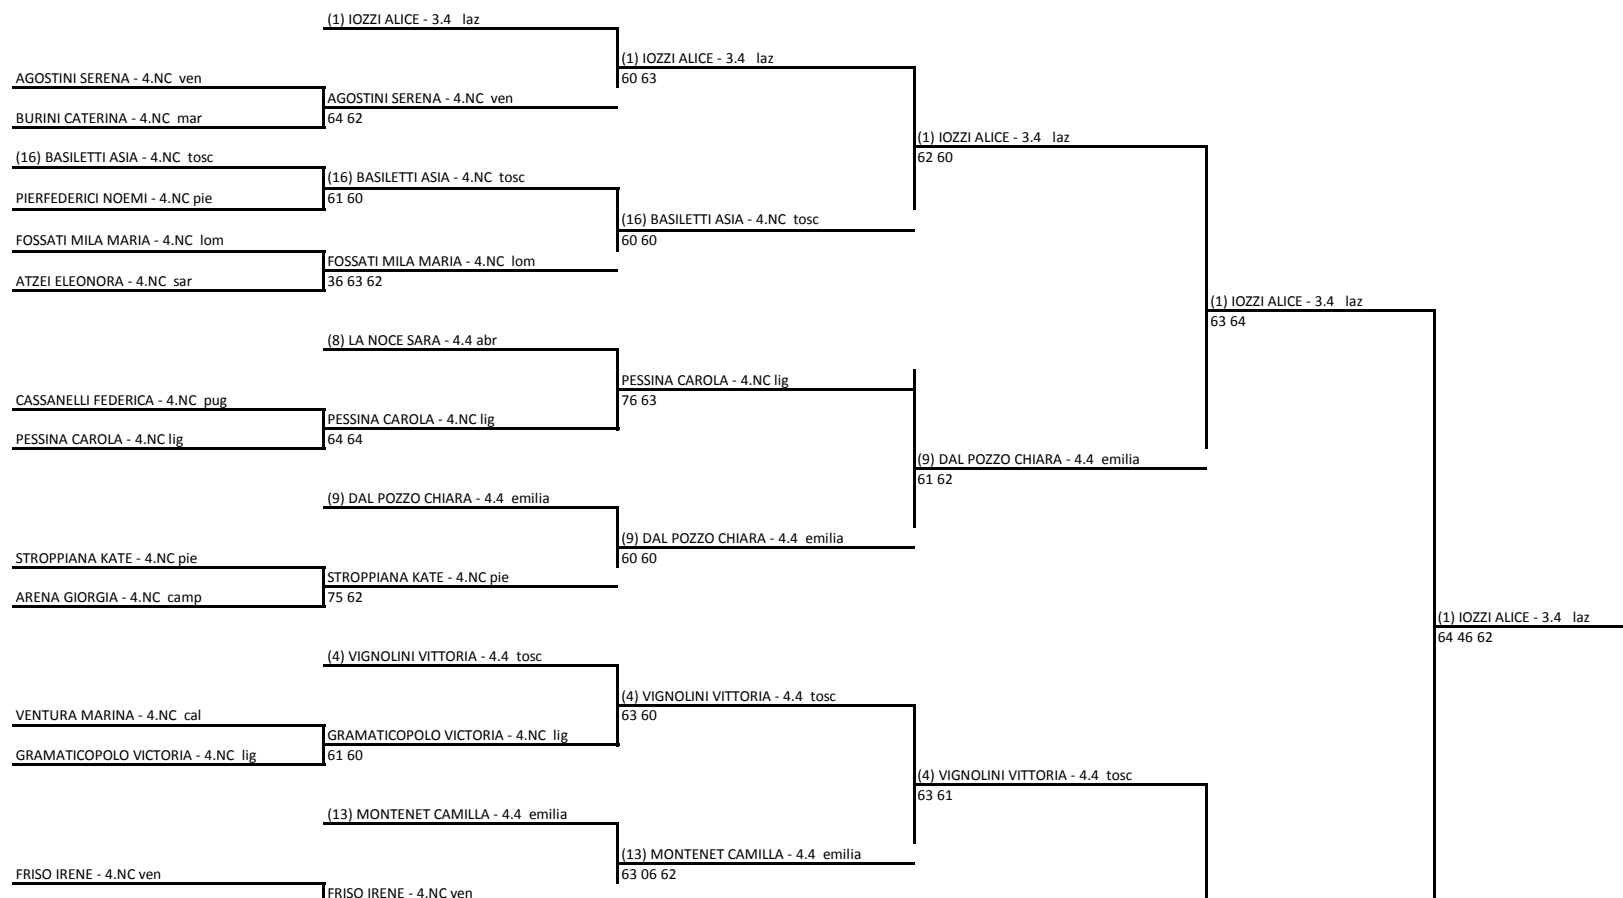 (1) IOZZI ALICE - 3.4 laz
(1) IOZZI ALICE - 3.4 laz
AGOSTINI SERENA - 4.NC ven
60 63
AGOSTINI SERENA - 4.NC ven
BURINI CATERINA - 4.NC mar
64 62
(1) IOZZI ALICE - 3.4 laz
(16) BASILETTI ASIA - 4.NC tosc
62 60
(16) BASILETTI ASIA - 4.NC tosc
PIERFEDERICI NOEMI - 4.NC pie
61 60
(16) BASILETTI ASIA - 4.NC tosc
FOSSATI MILA MARIA - 4.NC lom
60 60
FOSSATI MILA MARIA - 4.NC lom
ATZEI ELEONORA - 4.NC sar
36 63 62
(1) IOZZI ALICE - 3.4 laz
63 64
(8) LA NOCE SARA - 4.4 abr
PESSINA CAROLA - 4.NC lig
CASSANELLI FEDERICA - 4.NC pug
76 63
PESSINA CAROLA - 4.NC lig
PESSINA CAROLA - 4.NC lig
64 64
(9) DAL POZZO CHIARA - 4.4 emilia
61 62
(9) DAL POZZO CHIARA - 4.4 emilia
(9) DAL POZZO CHIARA - 4.4 emilia
STROPPIANA KATE - 4.NC pie
60 60
STROPPIANA KATE - 4.NC pie
ARENA GIORGIA - 4.NC camp
75 62
(1) IOZZI ALICE - 3.4 laz
64 46 62
(4) VIGNOLINI VITTORIA - 4.4 tosc
(4) VIGNOLINI VITTORIA - 4.4 tosc
VENTURA MARINA - 4.NC cal
63 60
GRAMATICOPOLO VICTORIA - 4.NC lig
GRAMATICOPOLO VICTORIA - 4.NC lig
61 60
(4) VIGNOLINI VITTORIA - 4.4 tosc
63 61
(13) MONTENET CAMILLA - 4.4 emilia
(13) MONTENET CAMILLA - 4.4 emilia
FRISO IRENE - 4.NC ven
63 06 62
FRISO IRENE - 4.NC ven